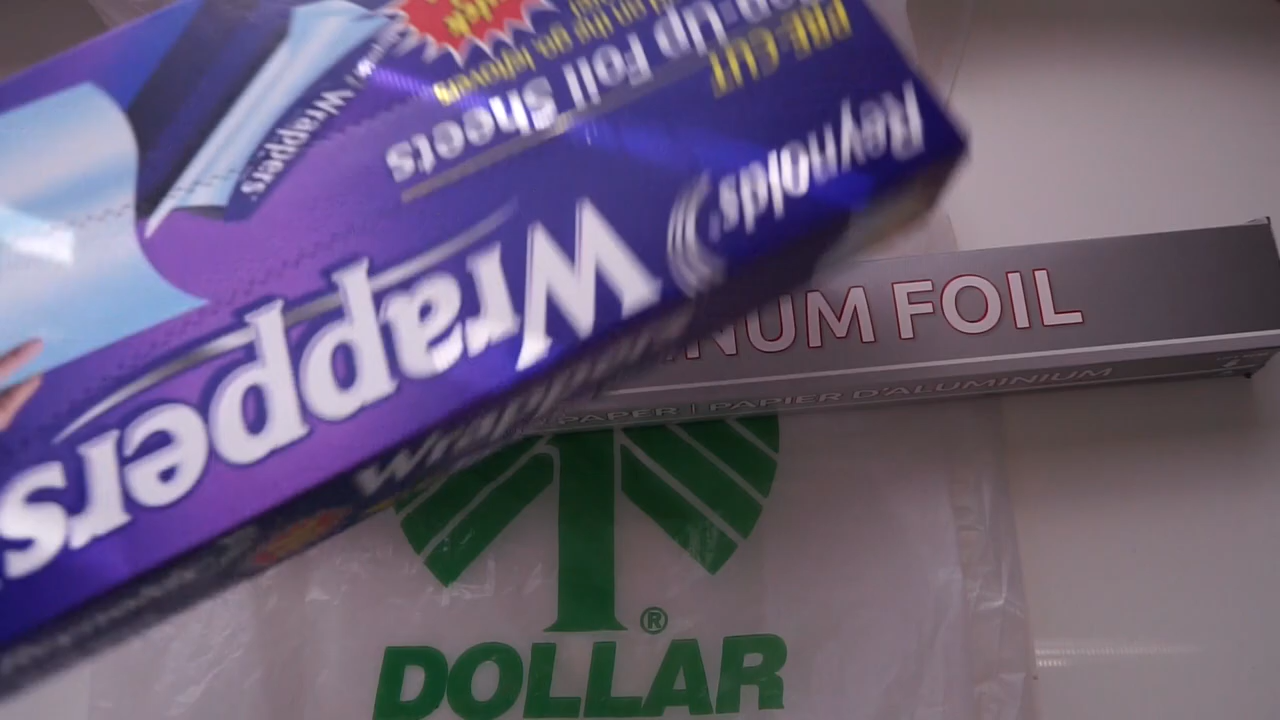 Reynolds
Wrappers
PRE-CUT
Pop-Up Foil Sheets
Wrappers
NUM FOIL
PAPER | PAPIER D'ALUMINIUM
® 
DOLLAR